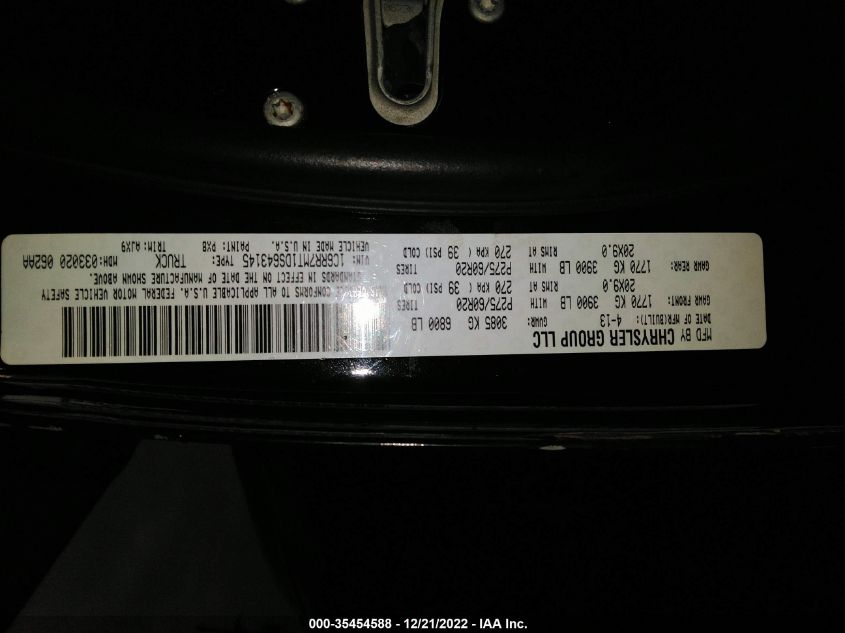 MFD BY CHRYSLER GROUP LLC
DATE OF MFR(BUILT): 4-13 GVWR: 3085 KG 6800 LB
GAWR FRONT: 1770 KG 3900 LB WITH P275/60R20 TIRES
20X9.0 RIMS AT 270 KPA ( 39 PSI) COLD
GAWR REAR: 1770 KG 3900 LB WITH P275/60R20 TIRES
20X9.0 RIMS AT 270 KPA ( 39 PSI) COLD
THIS VEHICLE CONFORMS TO ALL APPLICABLE U.S.A. FEDERAL MOTOR VEHICLE SAFETY
STANDARDS IN EFFECT ON THE DATE OF MANUFACTURE SHOWN ABOVE.
VIN: 1C6RR7MT1DS643145 TYPE: TRUCK MDH: 033020 062AA
VEHICLE MADE IN U.S.A. PAINT: PX8 TRIM: AJX9
000-35454588 - 12/21/2022 - IAA Inc.